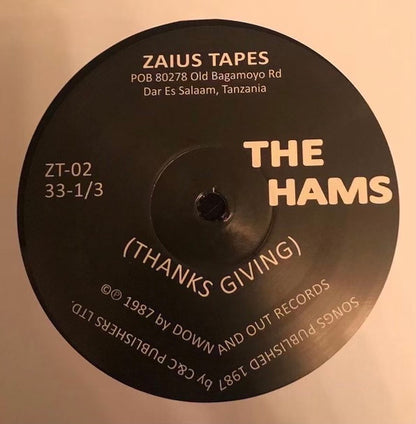 ZAIUS TAPES
POB 80278 Old Bagamoyo Rd
Dar Es Salaam, Tanzania
ZT-02
33-1/3
THE
HAMS
(THANKS GIVING)
©℗ 1987 by DOWN AND OUT RECORDS
SONGS PUBLISHED 1987 by C&C PUBLISHERS LTD.